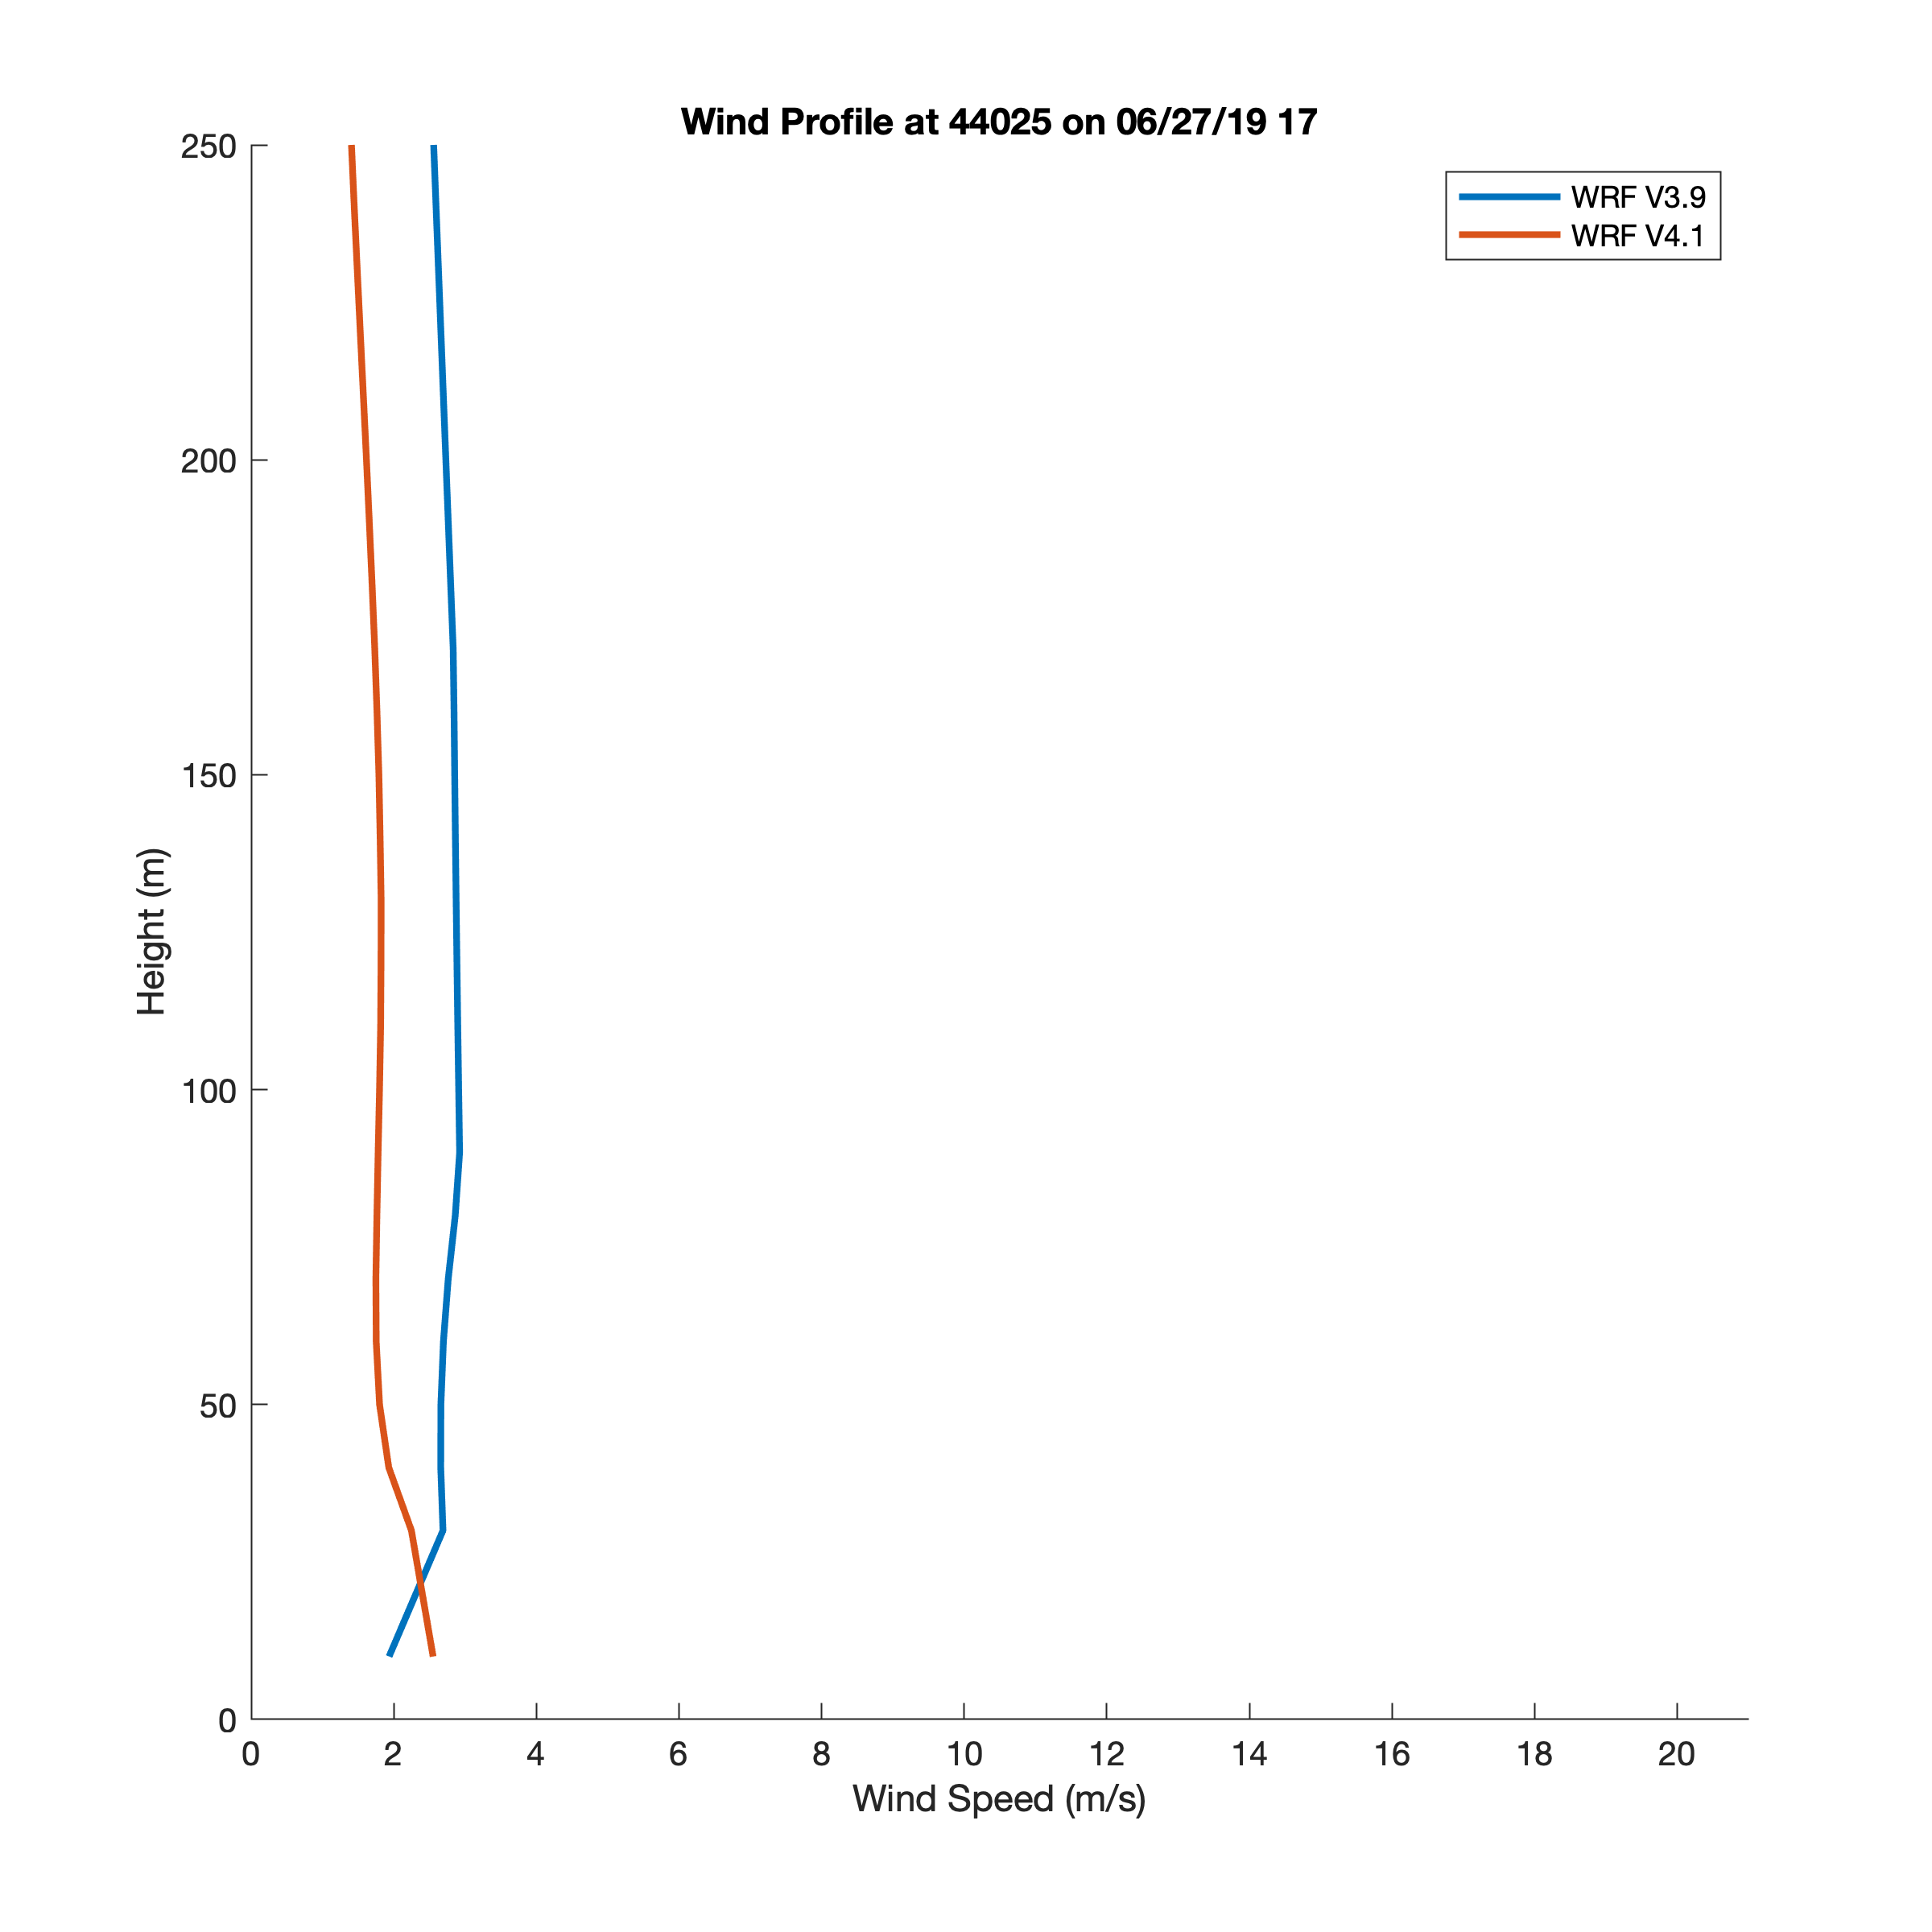 Wind Profile at 44025 on 06/27/19 17
WRF V3.9
WRF V4.1
250
200
150
100
50
0
Height (m)
0 2 4 6 8 10 12 14 16 18 20
Wind Speed (m/s)